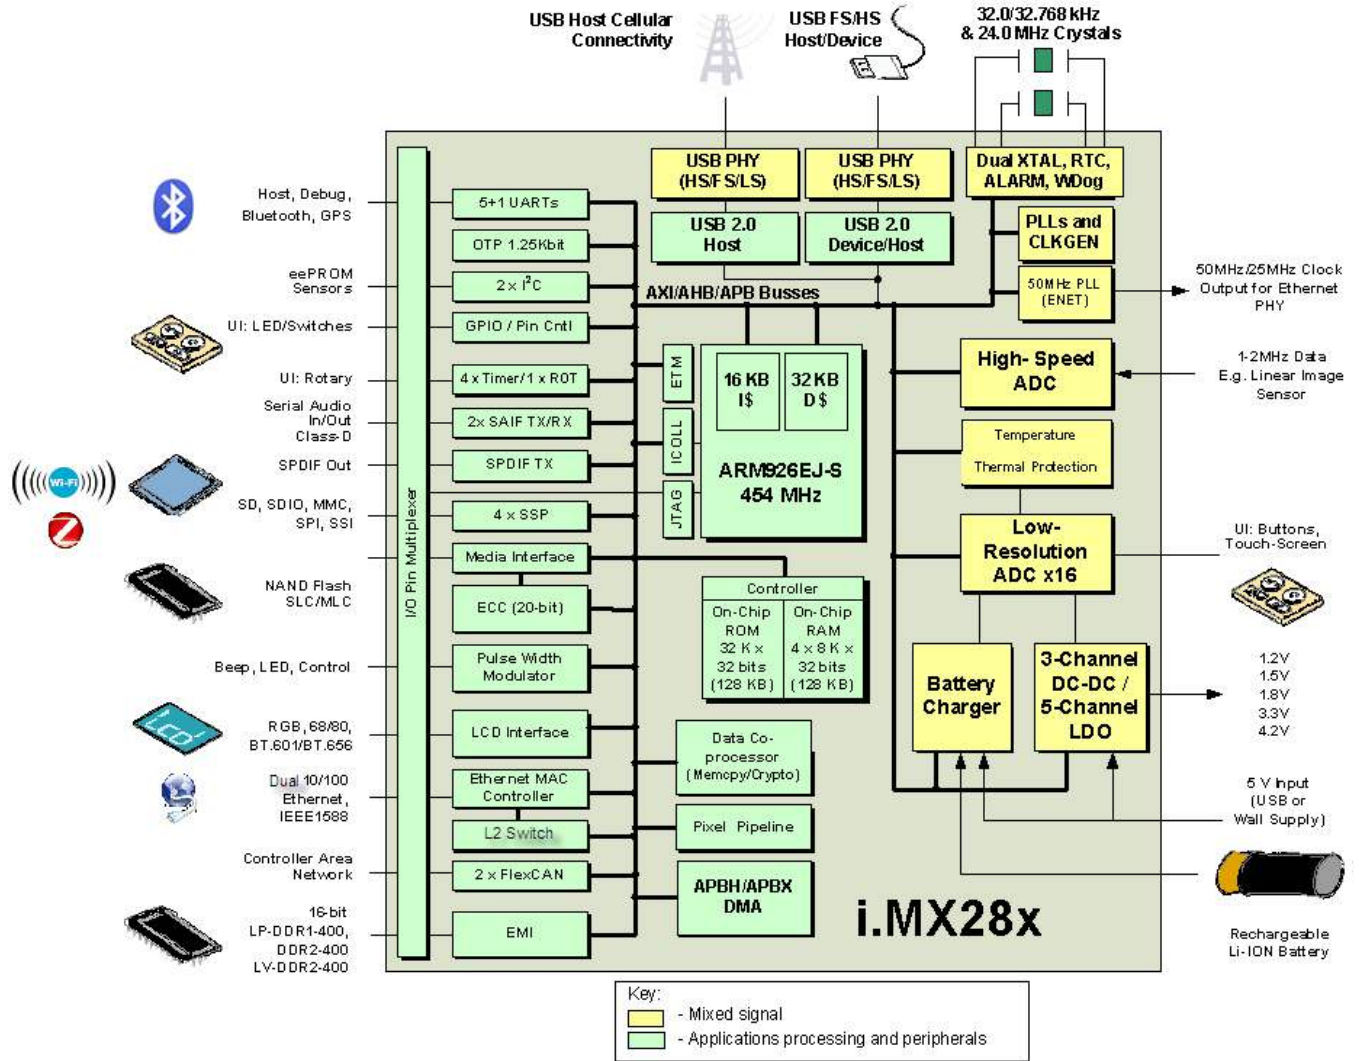 USB Host Cellular
Connectivity
USB FS/HS
Host/Device
32.0/32.768 kHz
& 24.0 MHz Crystals
USB PHY
(HS/FS/LS)
USB PHY
(HS/FS/LS)
Dual XTAL, RTC,
ALARM, WDog
USB 2.0
Host
USB 2.0
Device/Host
PLLs and
CLKGEN
50MHz PLL
(ENET)
50MHz/25MHz Clock
Output for Ethernet
PHY
AXI/AHB/APB Busses
Host, Debug,
Bluetooth, GPS
5+1 UARTs
OTP 1.25Kbit
eePROM
Sensors
2 x I²C
UI: LED/Switches
GPIO / Pin Cntl
UI: Rotary
4 x Timer/1 x ROT
Serial Audio
In/Out
Class-D
2x SAIF TX/RX
SPDIF Out
SPDIF TX
Wi-Fi
Z
SD, SDIO, MMC,
SPI, SSI
4 x SSP
I/O Pin Multiplexer
Media Interface
NAND Flash
SLC/MLC
ECC (20-bit)
Beep, LED, Control
Pulse Width
Modulator
lcd
RGB, 68/80,
BT.601/BT.656
LCD Interface
Dual 10/100
Ethernet,
IEEE1588
Ethernet MAC
Controller
L2 Switch
Controller Area
Network
2 x FlexCAN
16-bit
LP-DDR1-400,
DDR2-400
LV-DDR2-400
EMI
ETM
ICOLL
JTAG
16 KB
I$
32 KB
D $
ARM926EJ-S
454 MHz
Controller
On-Chip
ROM
32 K x
32 bits
(128 KB)
On-Chip
RAM
4 x 8 K x
32 bits
(128 KB)
Data Co-
processor
(Memcpy/Crypto)
Pixel Pipeline
APBH/APBX
DMA
High- Speed
ADC
1-2MHz Data
E.g. Linear Image
Sensor
Temperature
Thermal Protection
Low-
Resolution
ADC x16
UI: Buttons,
Touch-Screen
Battery
Charger
3-Channel
DC-DC /
5-Channel
LDO
1.2V
1.5V
1.8V
3.3V
4.2V
5 V Input
(USB or
Wall Supply)
Rechargeable
Li-ION Battery
i.MX28x
Key:
- Mixed signal
- Applications processing and peripherals